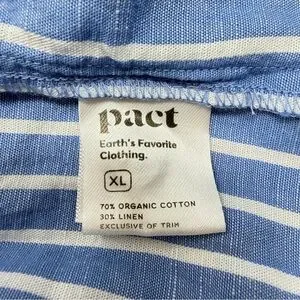 pact
Earth's Favorite
Clothing.
XL
70% ORGANIC COTTON
30% LINEN
EXCLUSIVE OF TRIM